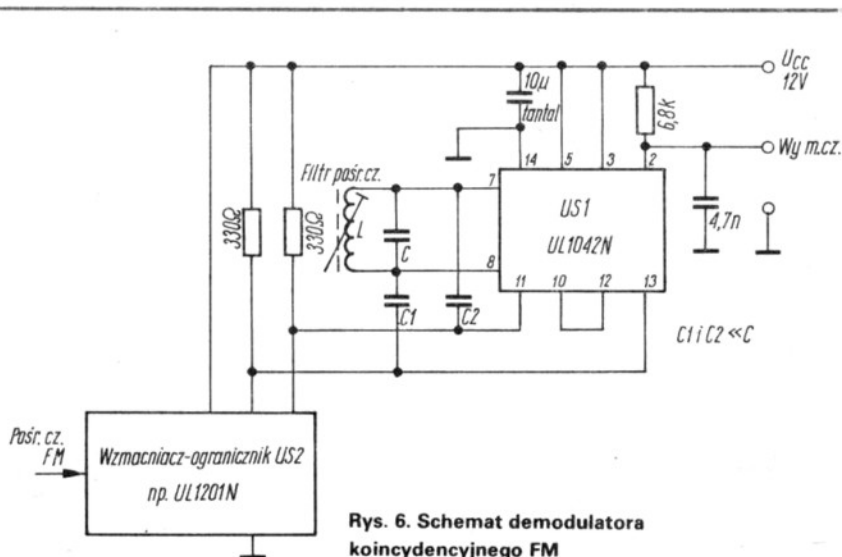 Ucc
12V
10µ
tantal
6,8k
Wy m.cz.
14
5
3
2
Filtr pośr.cz.
7
330Ω
330Ω
L
C
US1
UL1042N
4,7n
8
11
10
12
13
C1
C2
C1 i C2 ≪C
Pośr. cz.
FM
Wzmacniacz-ogranicznik US2
np. UL1201N
Rys. 6. Schemat demodulatora
koincydencyjnego FM